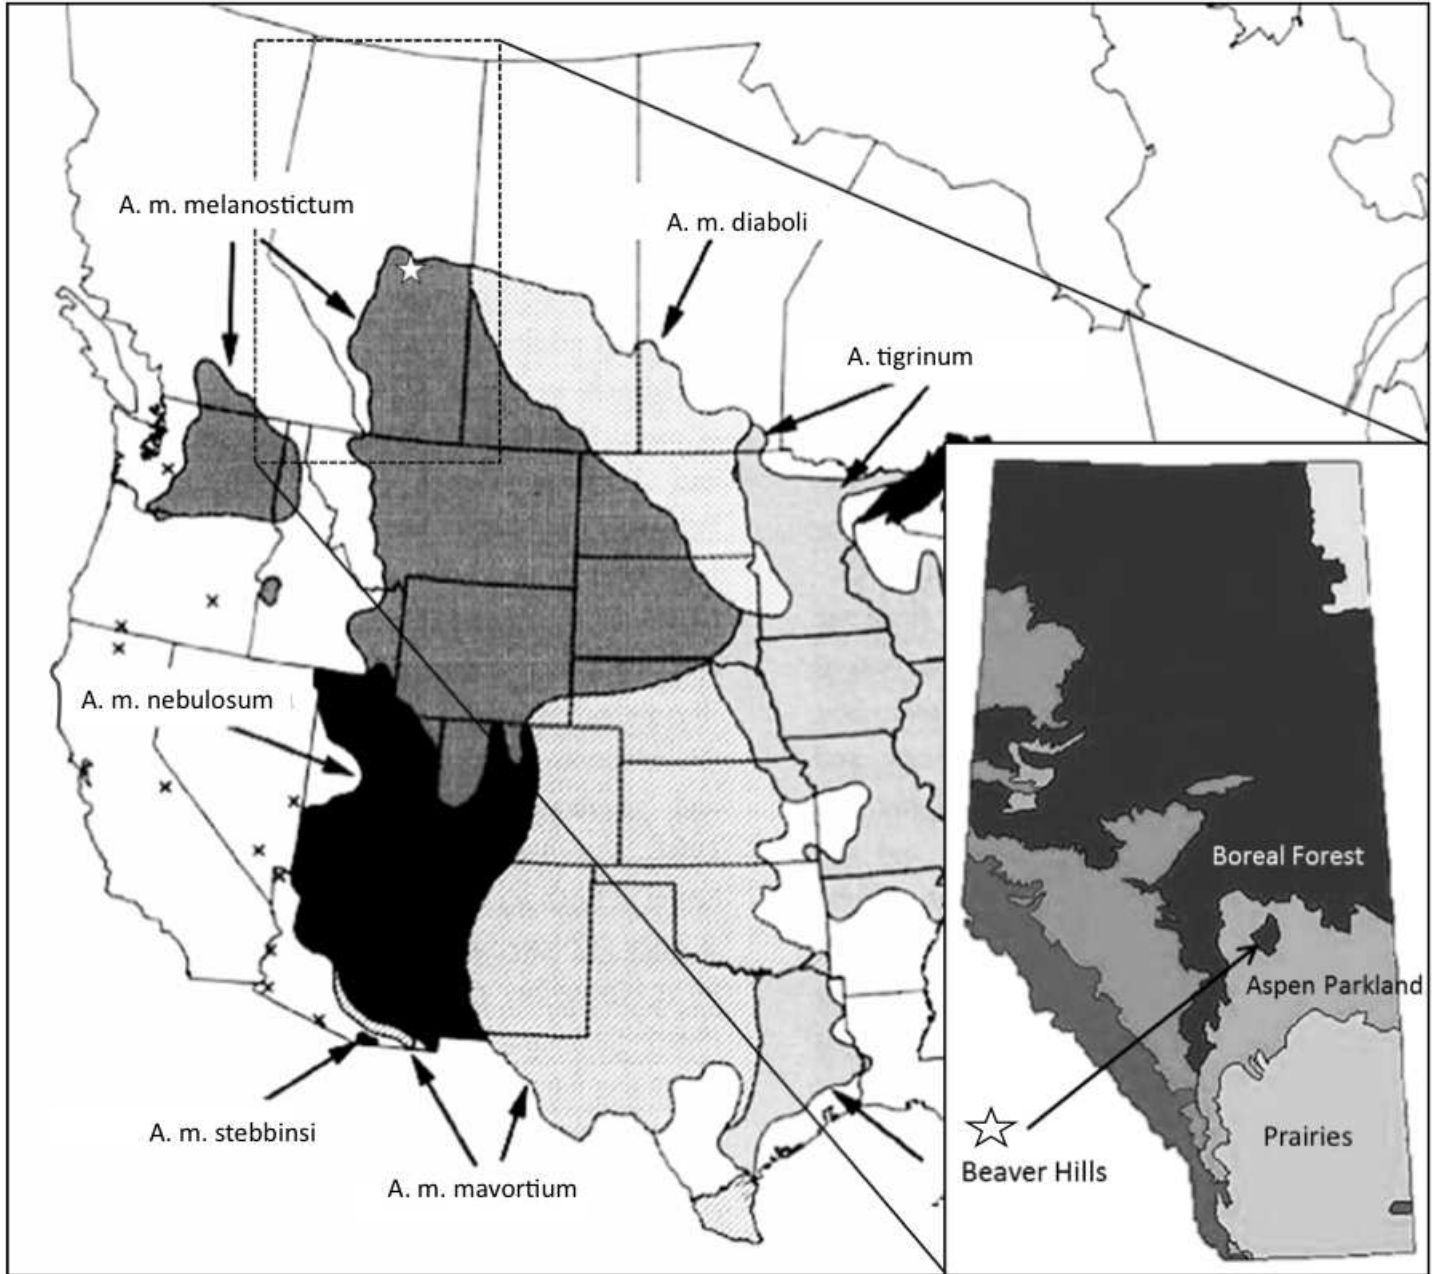 A. m. melanostictum
A. m. diaboli
A. tigrinum
A. m. nebulosum
A. m. stebbinsi
A. m. mavortium
Boreal Forest
Aspen Parkland
Prairies
Beaver Hills